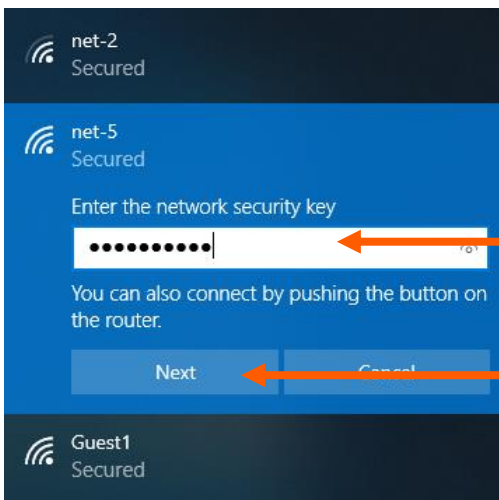 net-2
Secured
net-5
Secured
Enter the network security key
••••••••••
You can also connect by pushing the button on
the router.
Next Cancel
Guest1
Secured